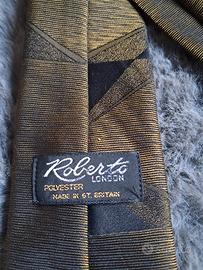 Roberto
LONDON
POLYESTER
MADE IN GT. BRITAIN